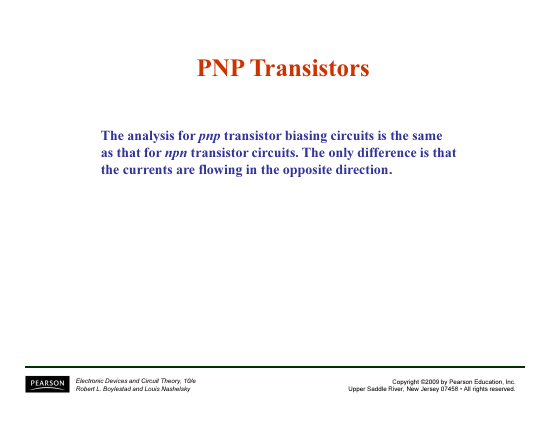 PNP Transistors
The analysis for pnp transistor biasing circuits is the same
as that for npn transistor circuits. The only difference is that
the currents are flowing in the opposite direction.
PEARSON
Electronic Devices and Circuit Theory, 10/e
Robert L. Boylestad and Louis Nashelsky
Copyright ©2009 by Pearson Education, Inc.
Upper Saddle River, New Jersey 07458 • All rights reserved.